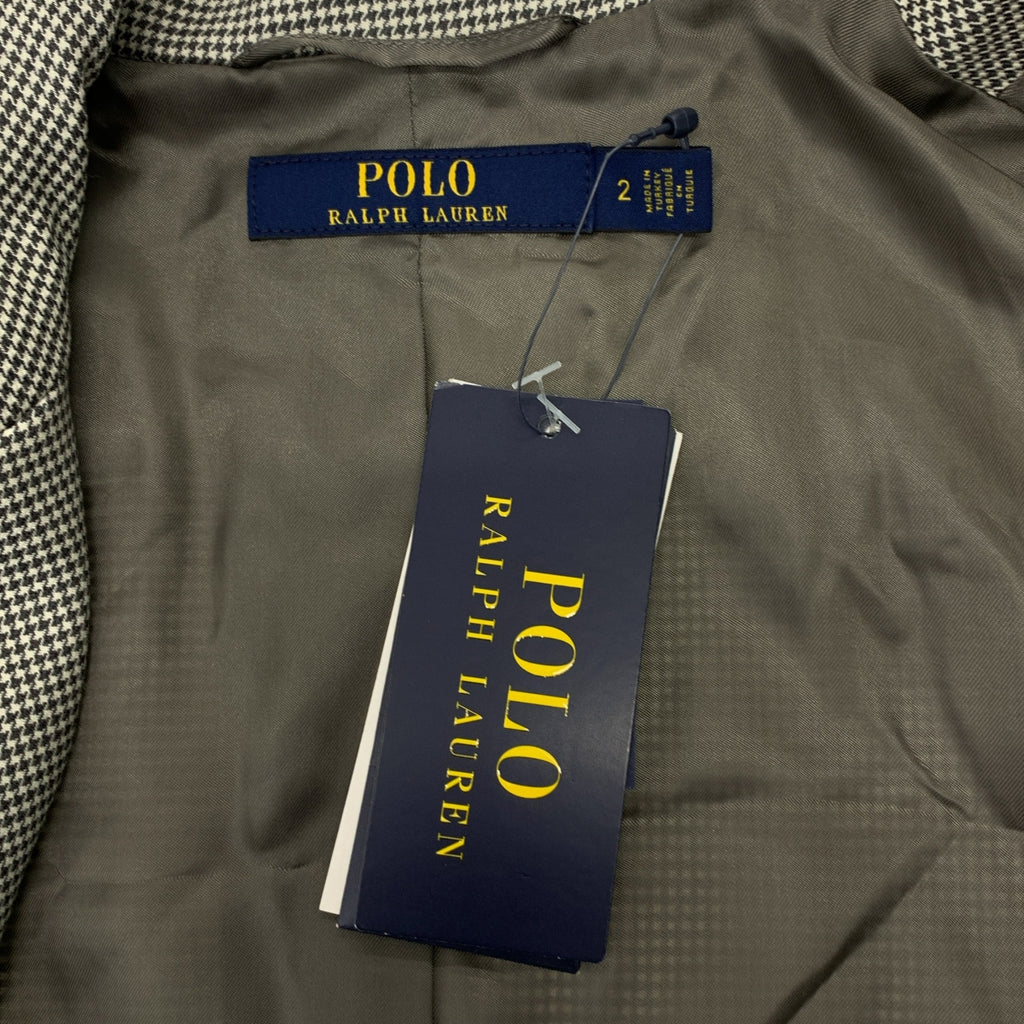 POLO
RALPH LAUREN
2
MADE IN
TURKEY
FABRIQUÉ
EN
TURQUIE
POLO
RALPH LAUREN